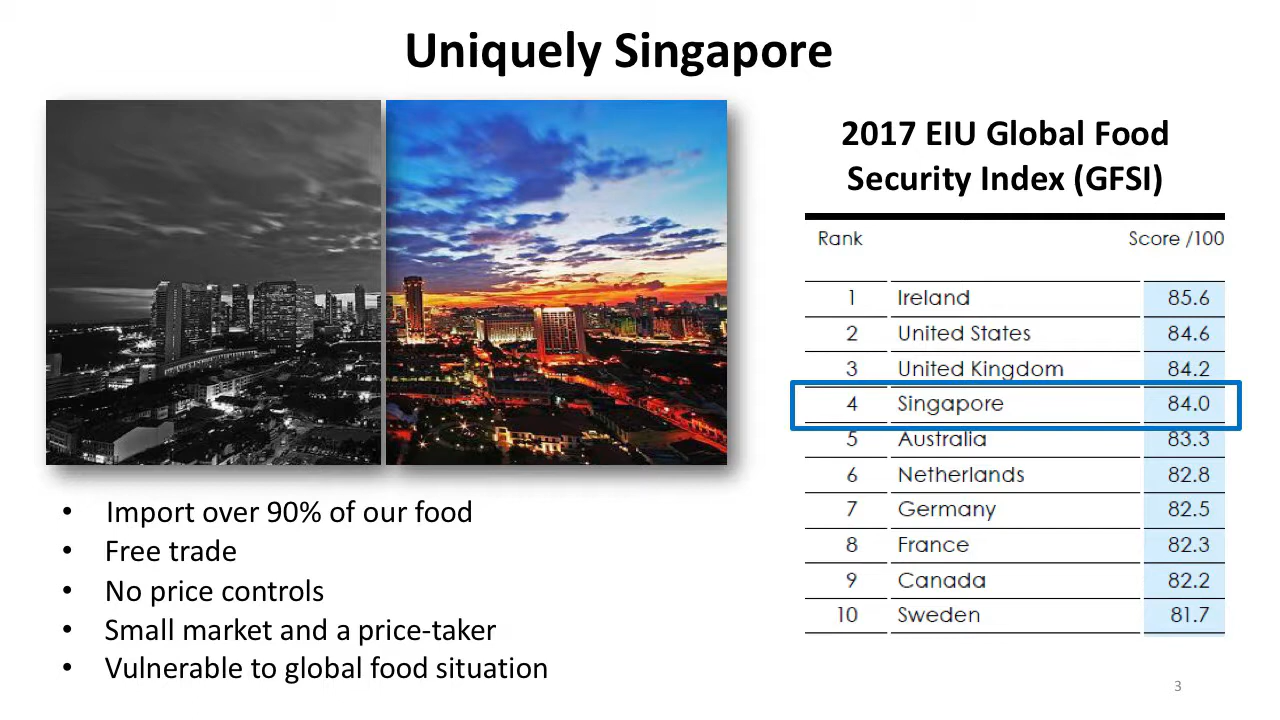 Uniquely Singapore
2017 EIU Global Food
Security Index (GFSI)
Rank Score /100
1 Ireland 85.6
2 United States 84.6
3 United Kingdom 84.2
4 Singapore 84.0
5 Australia 83.3
6 Netherlands 82.8
7 Germany 82.5
8 France 82.3
9 Canada 82.2
10 Sweden 81.7
• Import over 90% of our food
• Free trade
• No price controls
• Small market and a price-taker
• Vulnerable to global food situation
3